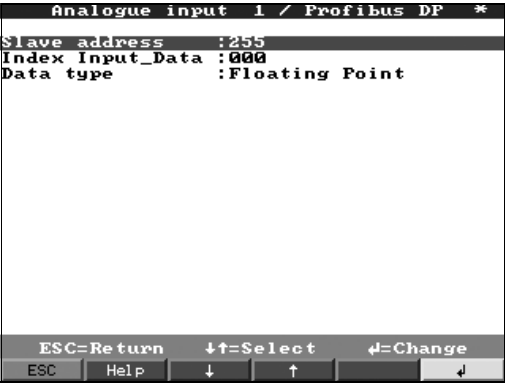 Analogue input 1 / Profibus DP *
Slave address :255
Index Input_Data :000
Data type :Floating Point
ESC=Return ↓↑=Select ↲=Change
ESC Help ↓ ↑ ↲